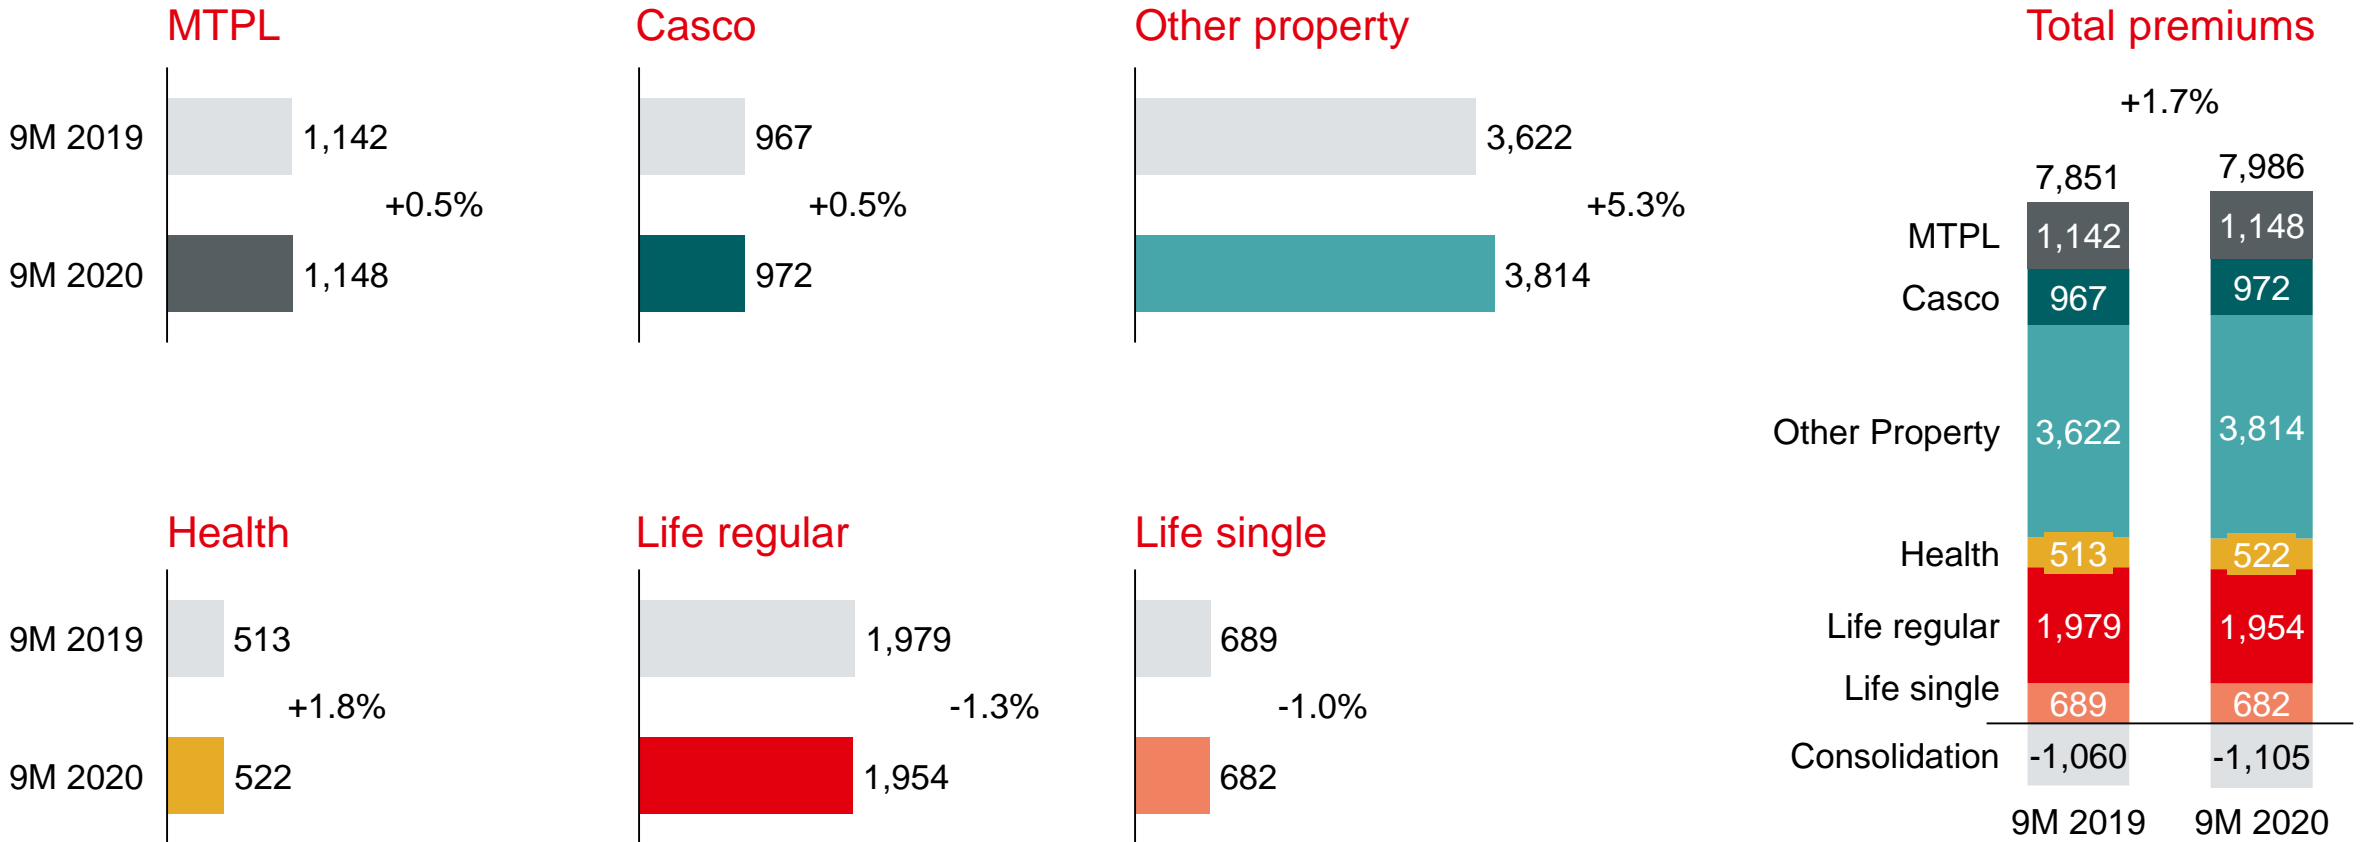 MTPL
9M 2019
1,142
+0.5%
9M 2020
1,148
Casco
967
+0.5%
972
Other property
3,622
+5.3%
3,814
Health
9M 2019
513
+1.8%
9M 2020
522
Life regular
1,979
-1.3%
1,954
Life single
689
-1.0%
682
Total premiums
+1.7%
7,851 7,986
MTPL 1,142 1,148
Casco 967 972
Other Property 3,622 3,814
Health 513 522
Life regular 1,979 1,954
Life single 689 682
Consolidation -1,060 -1,105
9M 2019 9M 2020